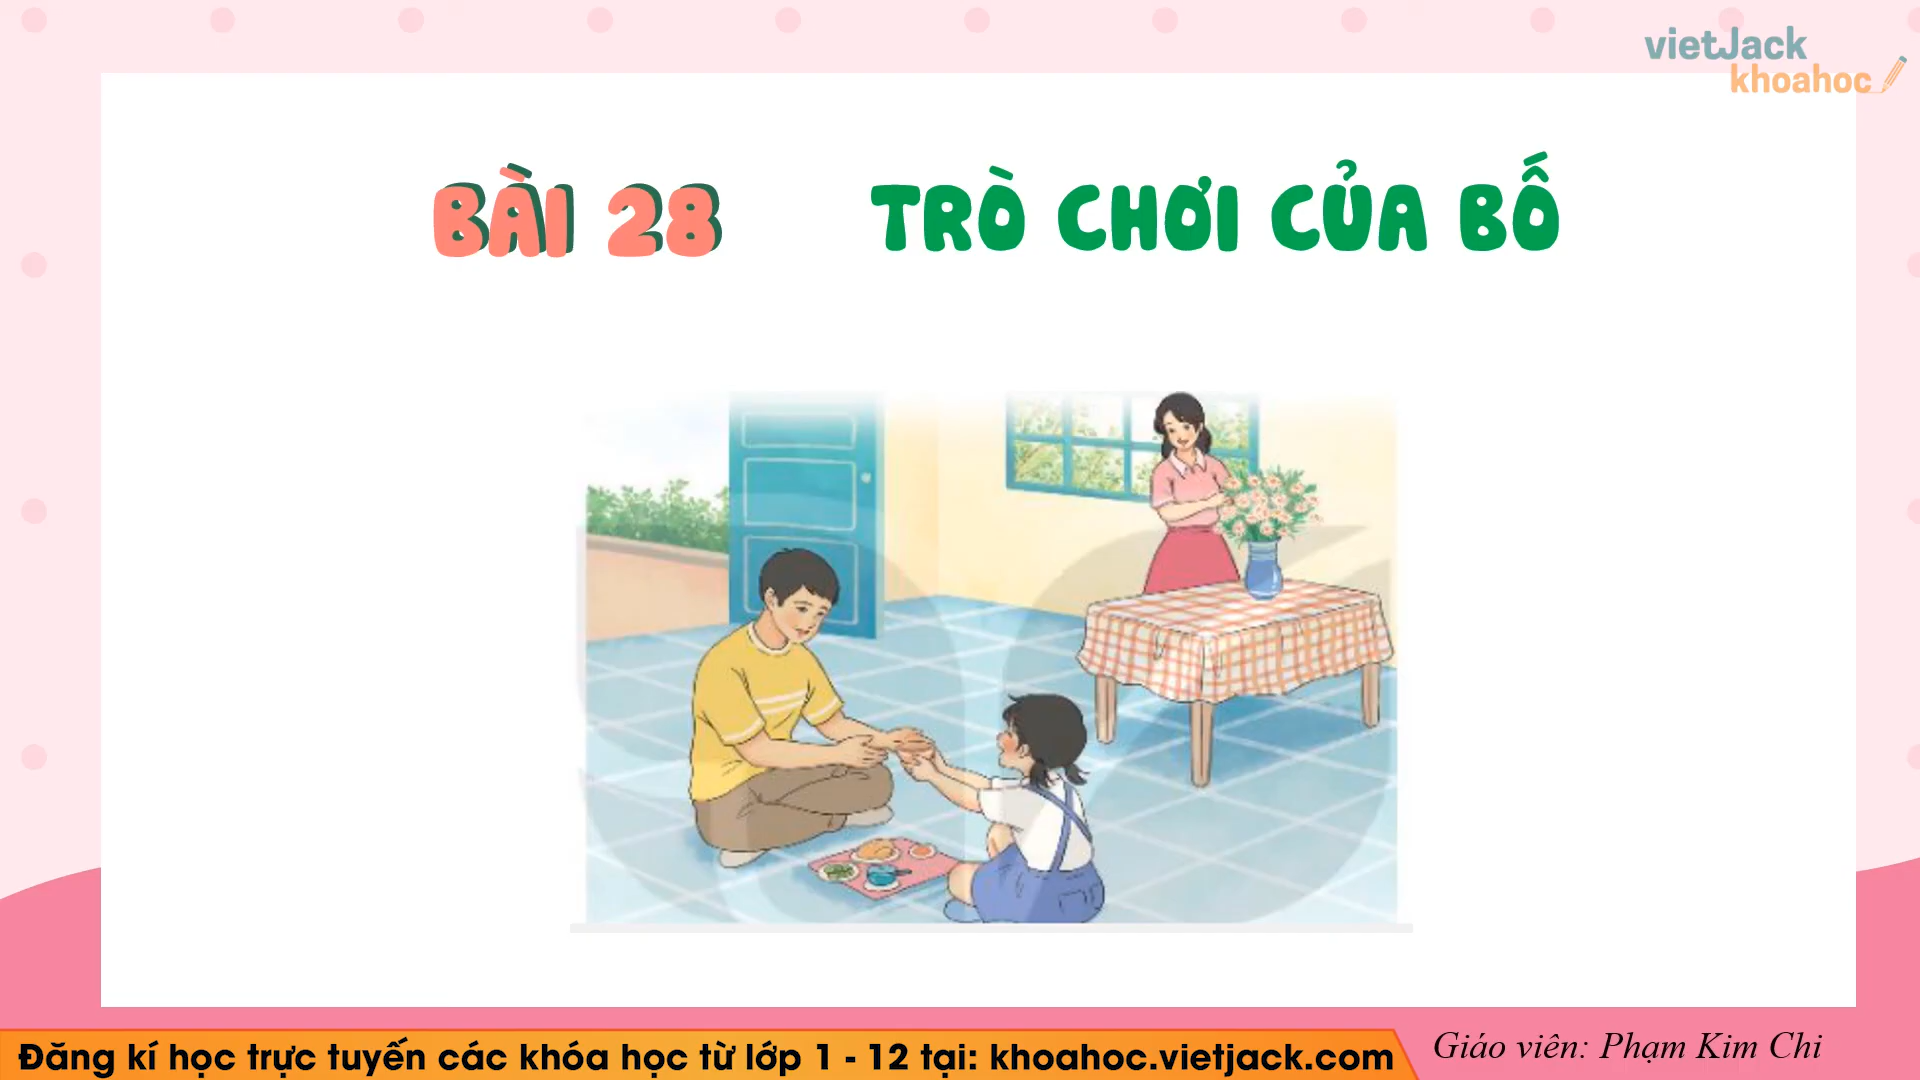 vietJack
khoahoc
BÀI 28 TRÒ CHƠI CỦA BỐ
Đăng kí học trực tuyến các khóa học từ lớp 1 - 12 tại: khoahoc.vietjack.com
Giáo viên: Phạm Kim Chi